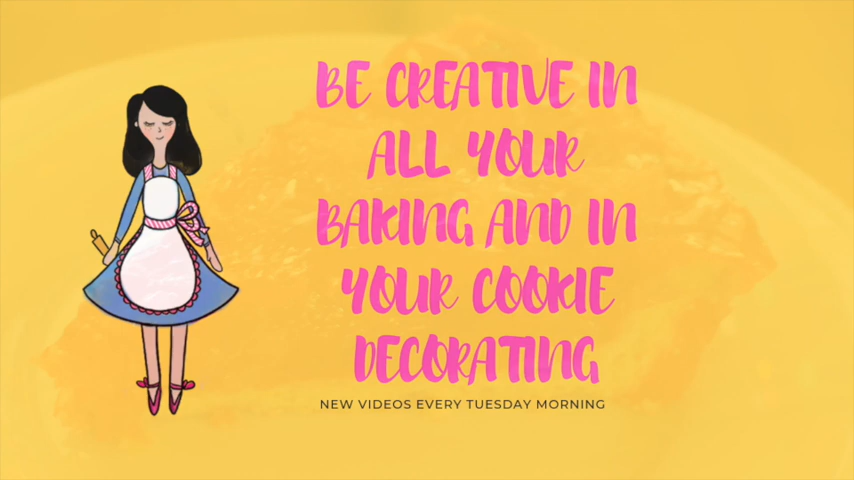 BE CREATIVE IN
ALL YOUR
BAKING AND IN
YOUR COOKIE
DECORATING
NEW VIDEOS EVERY TUESDAY MORNING